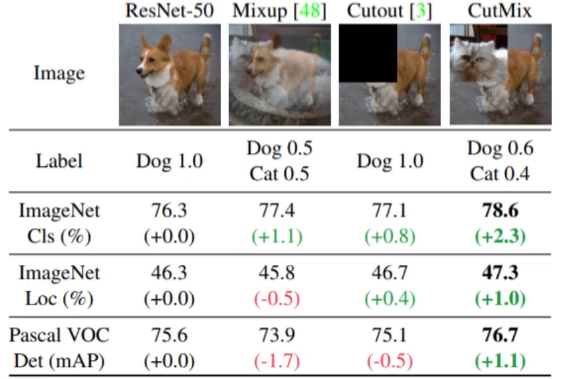 ResNet-50 Mixup [48] Cutout [3] CutMix
Image
Label Dog 1.0 Dog 0.5 Cat 0.5 Dog 1.0 Dog 0.6 Cat 0.4
ImageNet 76.3 77.4 77.1 78.6
Cls (%) (+0.0) (+1.1) (+0.8) (+2.3)
ImageNet 46.3 45.8 46.7 47.3
Loc (%) (+0.0) (-0.5) (+0.4) (+1.0)
Pascal VOC 75.6 73.9 75.1 76.7
Det (mAP) (+0.0) (-1.7) (-0.5) (+1.1)